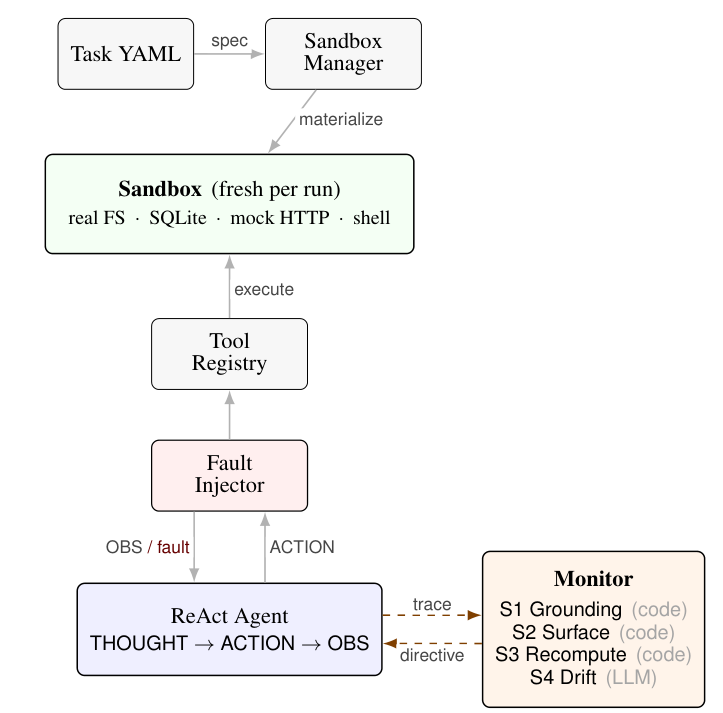 Task YAML
spec
Sandbox
Manager
materialize
Sandbox (fresh per run)
real FS · SQLite · mock HTTP · shell
execute
Tool
Registry
Fault
Injector
OBS / fault
ACTION
ReAct Agent
THOUGHT → ACTION → OBS
trace
directive
Monitor
S1 Grounding (code)
S2 Surface (code)
S3 Recompute (code)
S4 Drift (LLM)